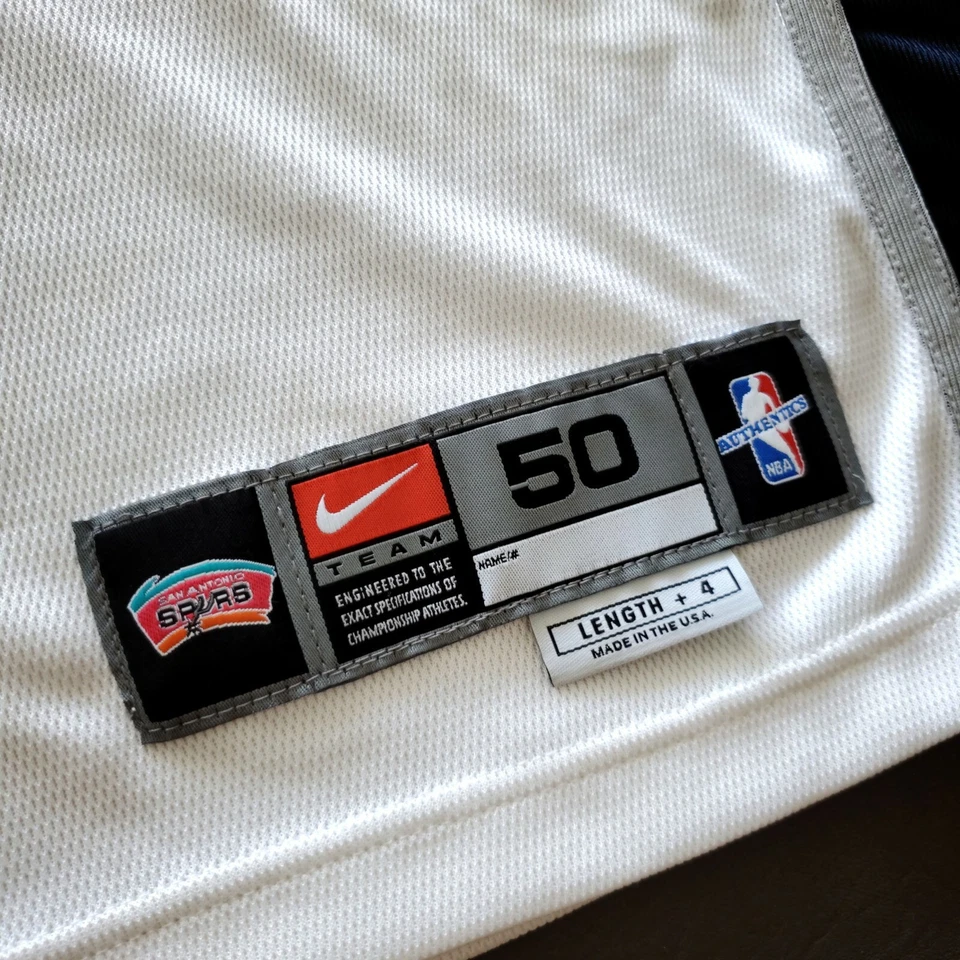 SAN ANTONIO
SPURS
TEAM
ENGINEERED TO THE
EXACT SPECIFICATIONS OF
CHAMPIONSHIP ATHLETES.
50
NAME/#
LENGTH + 4
MADE IN THE U.S.A.
AUTHENTICS
NBA